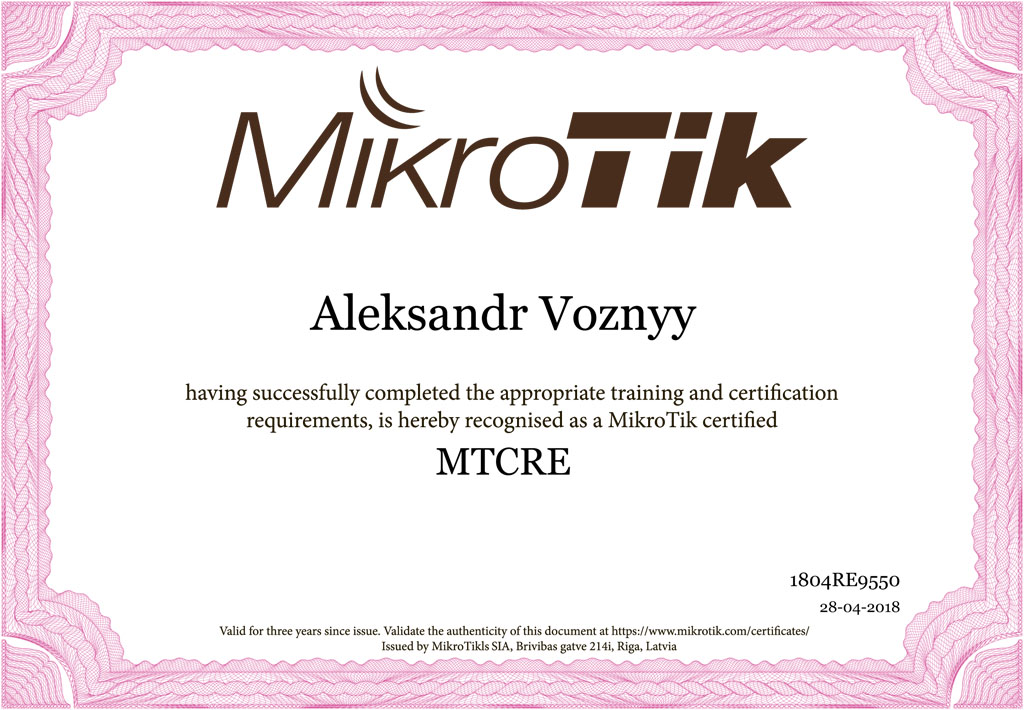 MikroTik
Aleksandr Voznyy
having successfully completed the appropriate training and certification
requirements, is hereby recognised as a MikroTik certified
MTCRE
1804RE9550
28-04-2018
Valid for three years since issue. Validate the authenticity of this document at https://www.mikrotik.com/certificates/
Issued by MikroTikls SIA, Brivibas gatve 214i, Riga, Latvia